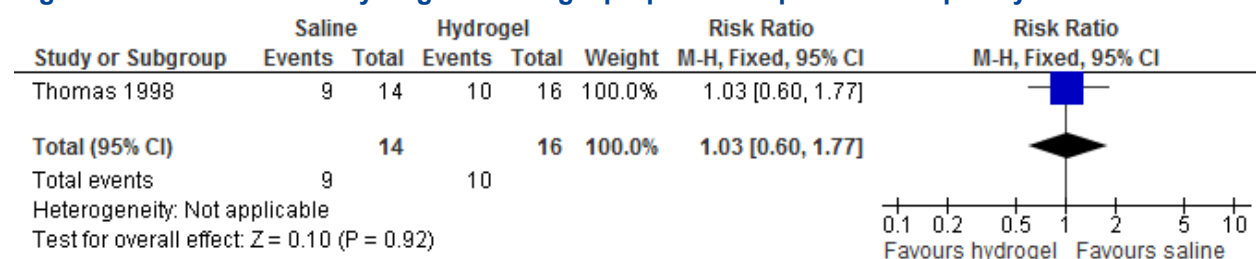 Saline Hydrogel Risk Ratio Risk Ratio
Study or Subgroup Events Total Events Total Weight M-H, Fixed, 95% CI M-H, Fixed, 95% CI
Thomas 1998 9 14 10 16 100.0% 1.03 [0.60, 1.77]
Total (95% CI) 14 16 100.0% 1.03 [0.60, 1.77]
Total events 9 10
Heterogeneity: Not applicable
Test for overall effect: Z = 0.10 (P = 0.92)
0.1 0.2 0.5 1 2 5 10
Favours hydrogel Favours saline